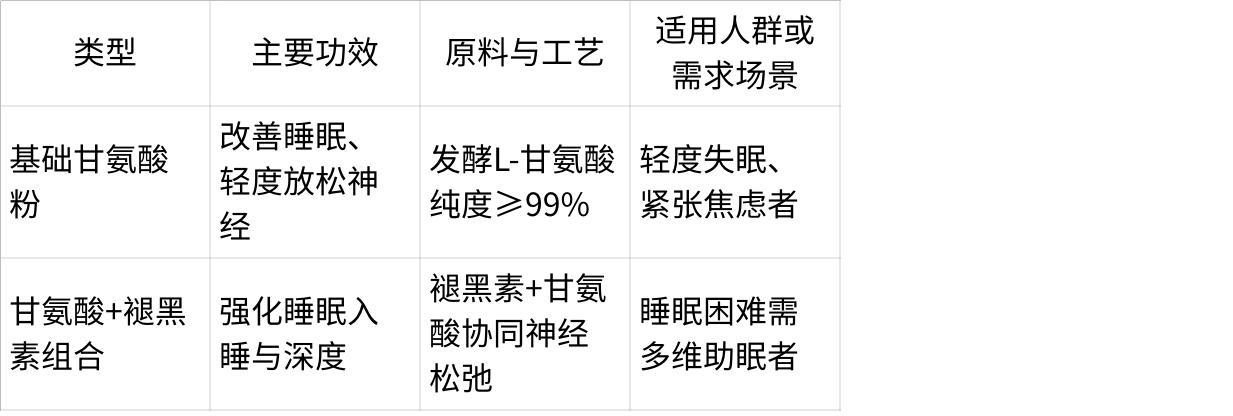 类型
主要功效
原料与工艺
适用人群或
需求场景
基础甘氨酸
粉
改善睡眠、
轻度放松神
经
发酵L-甘氨酸
纯度≥99%
轻度失眠、
紧张焦虑者
甘氨酸+褪黑
素组合
强化睡眠入
睡与深度
褪黑素+甘氨
酸协同神经
松弛
睡眠困难需
多维助眠者